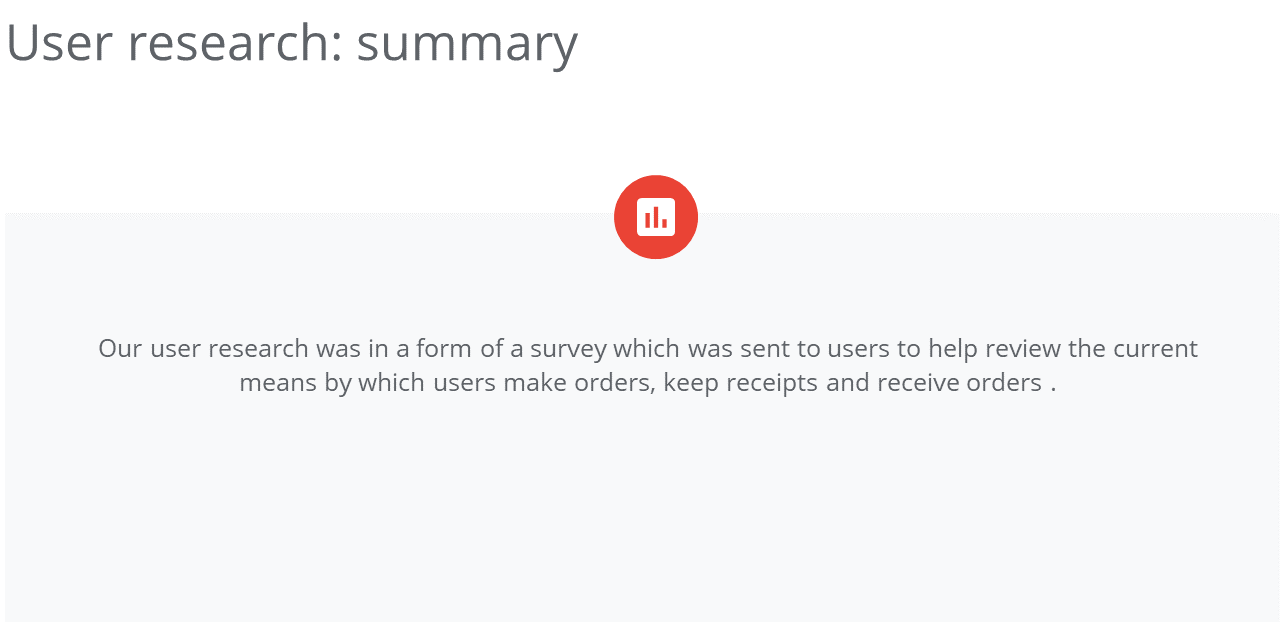 User research: summary
Our user research was in a form of a survey which was sent to users to help review the current
means by which users make orders, keep receipts and receive orders .